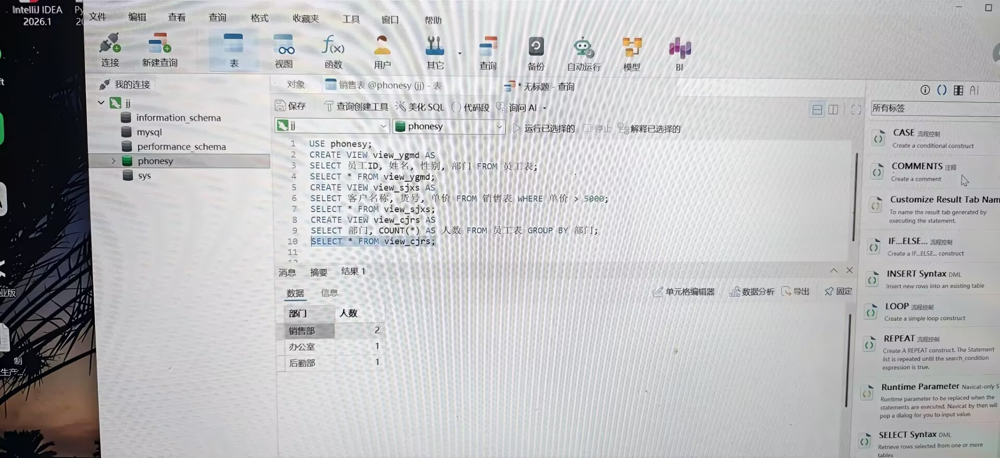 IntelliJ IDEA
2026.1
文件 编辑 查看 查询 格式 收藏夹 工具 窗口 帮助
连接 新建查询 表 视图 函数 用户 其它 查询 备份 自动运行 模型 BI
我的连接
jj
information_schema
mysql
performance_schema
phonesy
sys
对象 销售表 @phonesy (jj) - 表 * 无标题 - 查询
保存 查询创建工具 美化 SQL () 代码段 询问 AI
jj phonesy 运行已选择的 停止 解释已选择的
1 USE phonesy;
2 CREATE VIEW view_ygmd AS
3 SELECT 员工ID, 姓名, 性别, 部门 FROM 员工表;
4 SELECT * FROM view_ygmd;
5 CREATE VIEW view_sjxs AS
6 SELECT 客户名称, 货号, 单价 FROM 销售表 WHERE 单价 > 5000;
7 SELECT * FROM view_sjxs;
8 CREATE VIEW view_cjrs AS
9 SELECT 部门, COUNT(*) AS 人数 FROM 员工表 GROUP BY 部门;
10 SELECT * FROM view_cjrs;
11
消息 摘要 结果 1
数据 信息
单元格编辑器 数据分析 导出 固定
部门 人数
销售部 2
办公室 1
后勤部 1
AI
所有标签
CASE 流程控制
Create a conditional construct
COMMENTS 注释
Create a comment
Customize Result Tab Nam
To name the result tab generated by
executing the statement.
IF...ELSE... 流程控制
Create a IF...ELSE... construct
INSERT Syntax DML
Insert new rows into an existing table
LOOP 流程控制
Create a simple loop construct
REPEAT 流程控制
Create A REPEAT construct. The Statement
list is repeated until the search_condition
expression is true.
Runtime Parameter Navicat-only S
Runtime parameter to be replaced when the
statements are executed. Navicat by then will
pop a dialog for you to input value.
SELECT Syntax DML
Retrieve rows selected from one or more
tables
业版
制
生产...